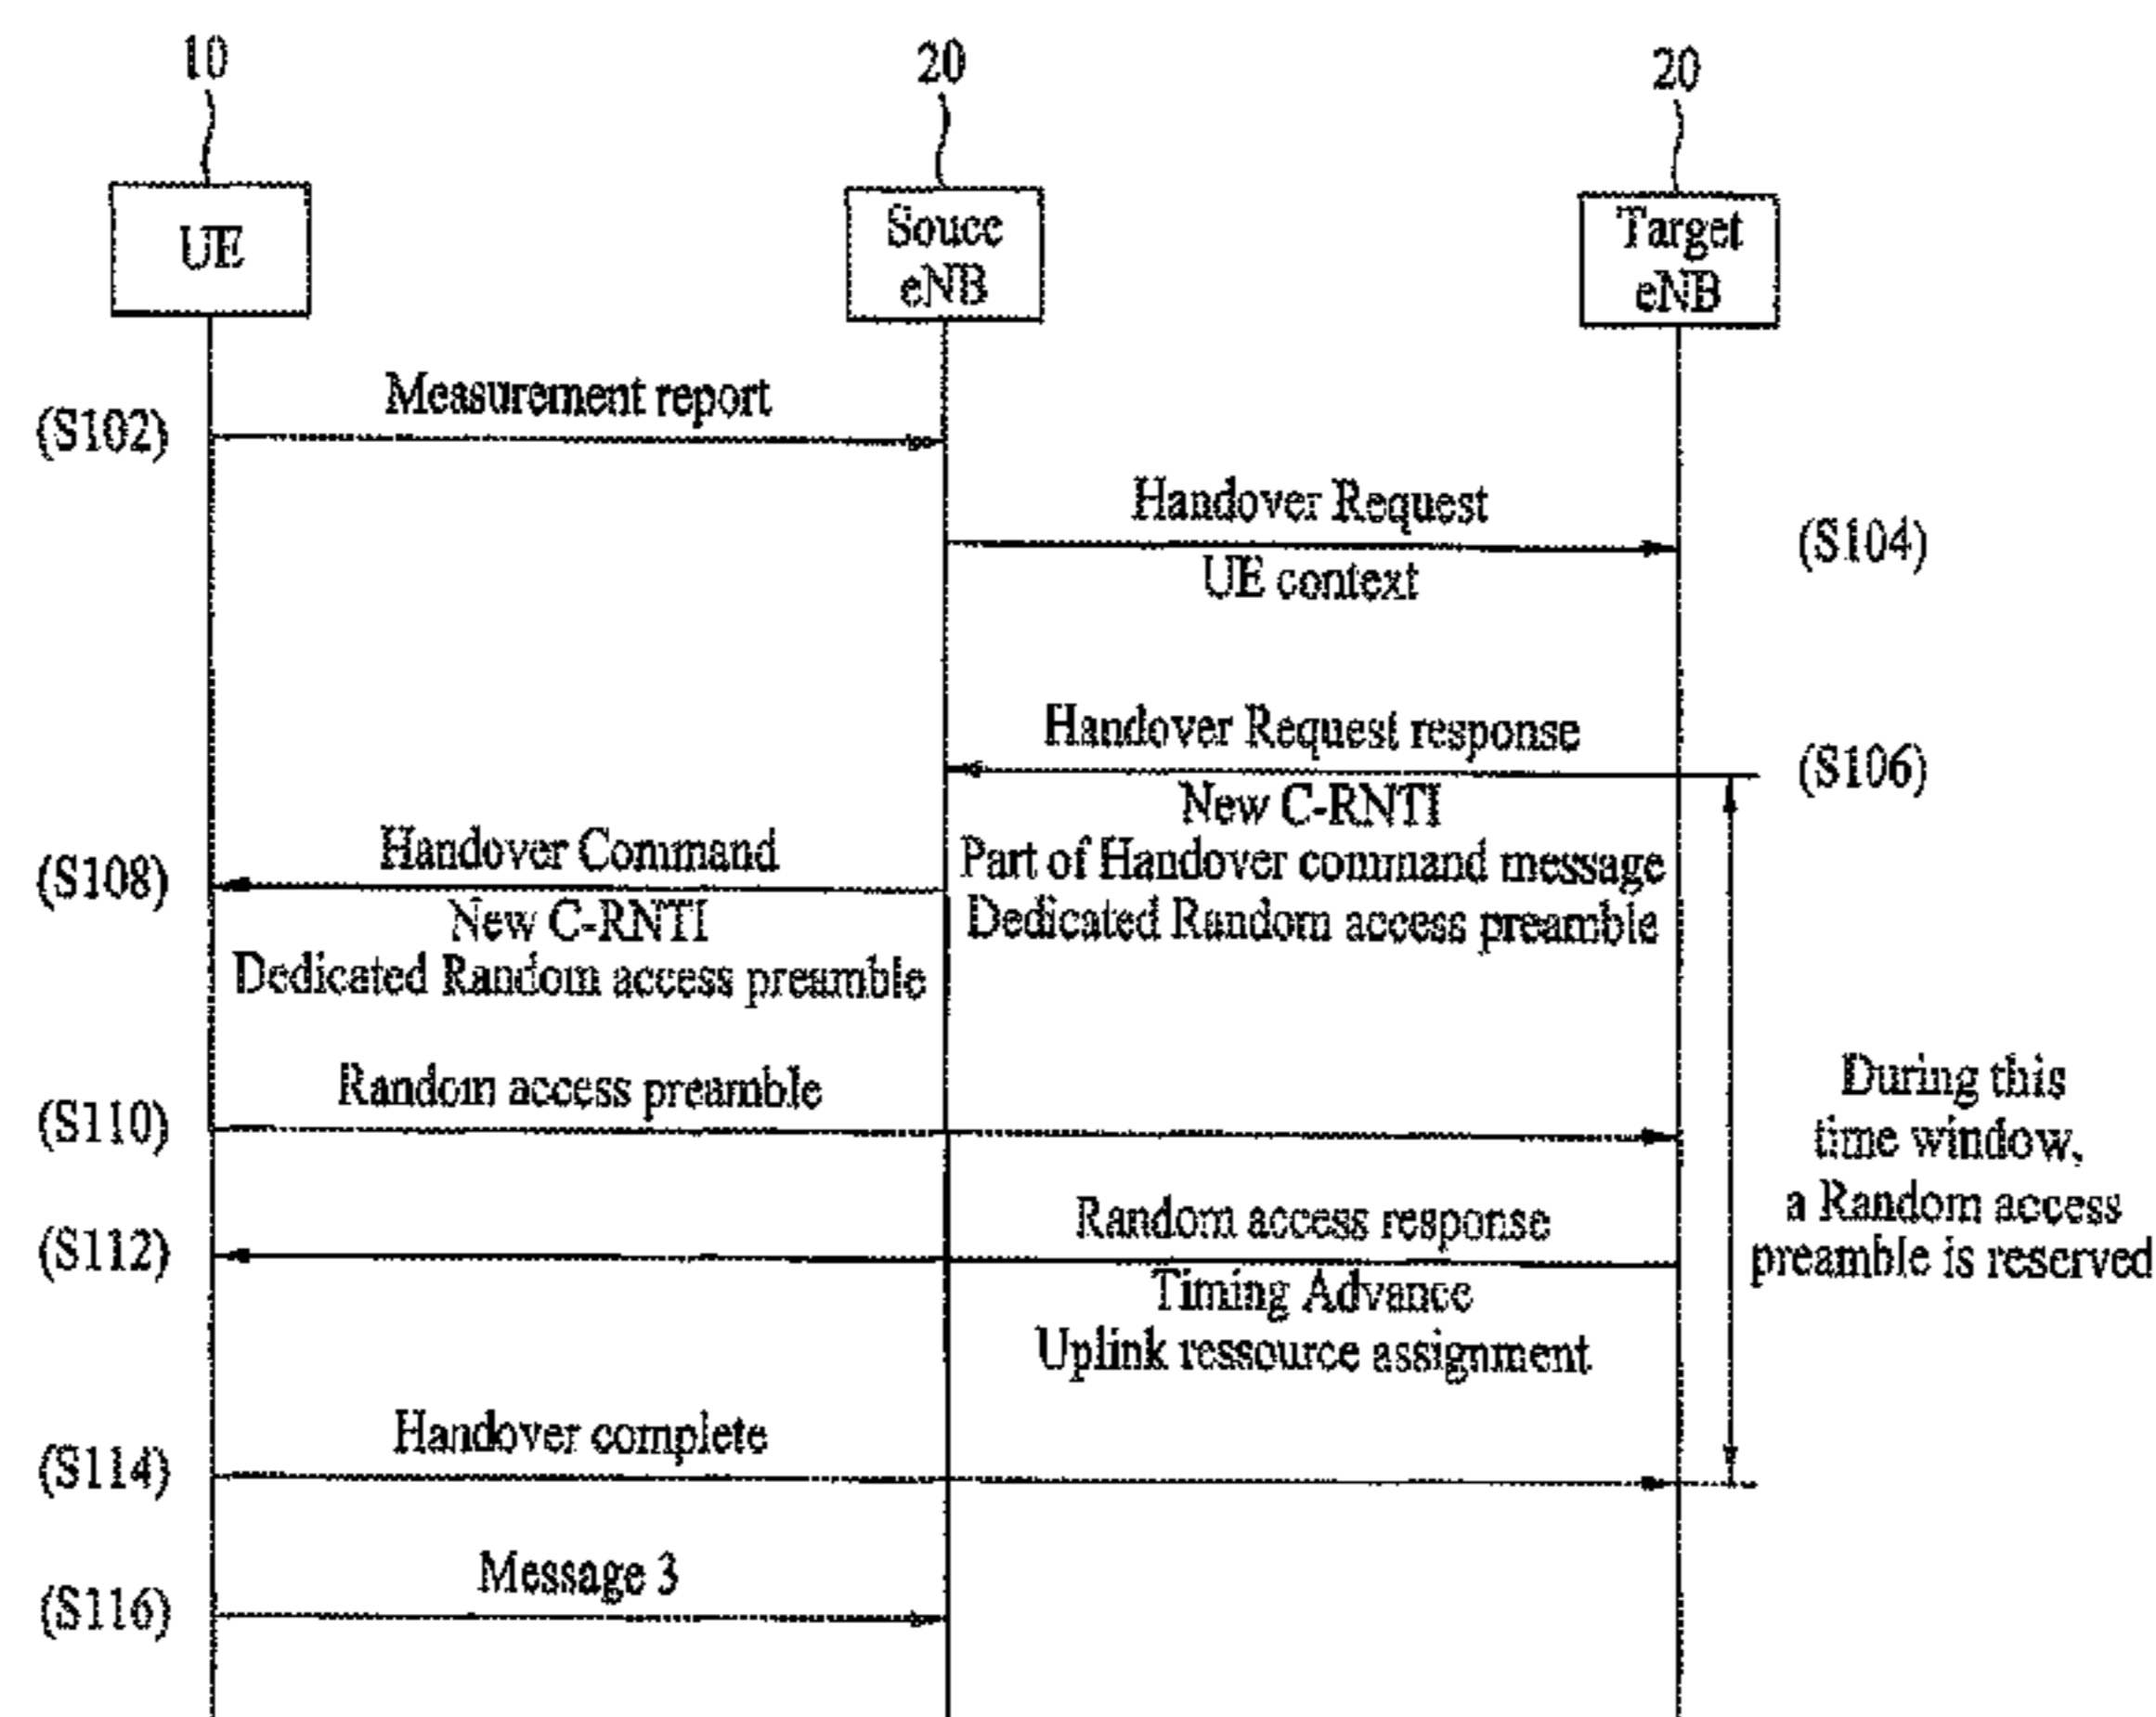 10
20
20
UE
Souce
eNB
Target
eNB
Measurement report
(S102)
Handover Request
(S104)
UE context
Handover Request response
(S106)
New C-RNTI
Part of Handover command message
Dedicated Random access preamble
Handover Command
(S108)
New C-RNTI
Dedicated Random access preamble
Random access preamble
(S110)
During this
time window,
a Random access
preamble is reserved
Random access response
(S112)
Timing Advance
Uplink ressource assignment
Handover complete
(S114)
Message 3
(S116)